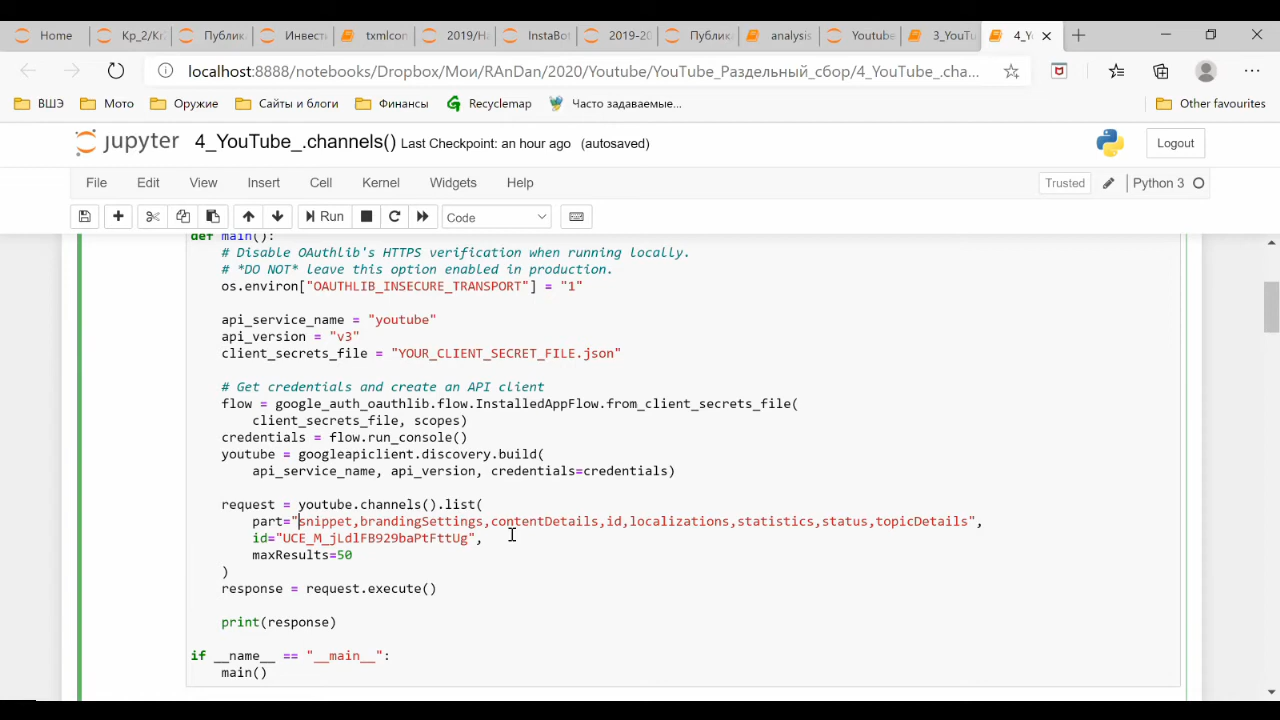 Home Kр_2/Кг Публик Инвест txmlcon 2019/На InstaBot 2019-20 Публик analysis Youtube 3_YouTu 4_Yo
localhost:8888/notebooks/Dropbox/Мои/RAnDan/2020/Youtube/YouTube_Раздельный_сбор/4_YouTube_.cha...
ВШЭ Мото Оружие Сайты и блоги Финансы Recyclemap Часто задаваемые... Other favourites
jupyter 4_YouTube_.channels() Last Checkpoint: an hour ago (autosaved) Logout
File Edit View Insert Cell Kernel Widgets Help Trusted Python 3
Run Code
def main():
# Disable OAuthlib's HTTPS verification when running locally.
# *DO NOT* leave this option enabled in production.
os.environ["OAUTHLIB_INSECURE_TRANSPORT"] = "1"
api_service_name = "youtube"
api_version = "v3"
client_secrets_file = "YOUR_CLIENT_SECRET_FILE.json"
# Get credentials and create an API client
flow = google_auth_oauthlib.flow.InstalledAppFlow.from_client_secrets_file(
client_secrets_file, scopes)
credentials = flow.run_console()
youtube = googleapiclient.discovery.build(
api_service_name, api_version, credentials=credentials)
request = youtube.channels().list(
part="snippet,brandingSettings,contentDetails,id,localizations,statistics,status,topicDetails",
id="UCE_M_jLdlFB929baPtFttUg",
maxResults=50
)
response = request.execute()
print(response)
if __name__ == "__main__":
main()